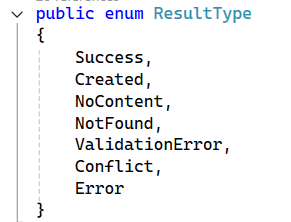 public enum ResultType
{
Success,
Created,
NoContent,
NotFound,
ValidationError,
Conflict,
Error
}